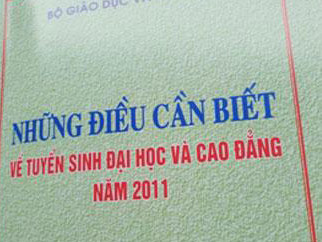 BỘ GIÁO DỤC VÀ
NHỮNG ĐIỀU CẦN BIẾT
VỀ TUYỂN SINH ĐẠI HỌC VÀ CAO ĐẲNG
NĂM 2011